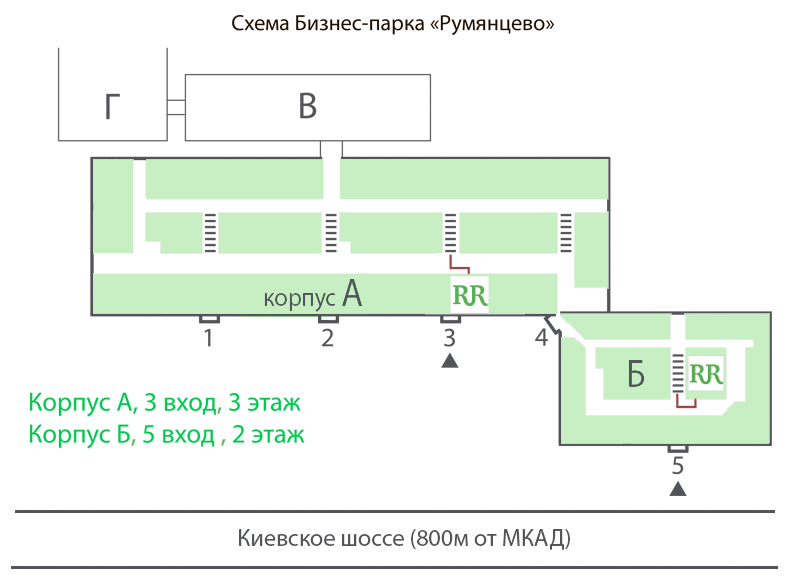 Схема Бизнес-парка «Румянцево»
Г
В
корпус А
RR
1
2
3
4
Б
RR
Корпус А, 3 вход, 3 этаж
Корпус Б, 5 вход , 2 этаж
5
Киевское шоссе (800м от МКАД)